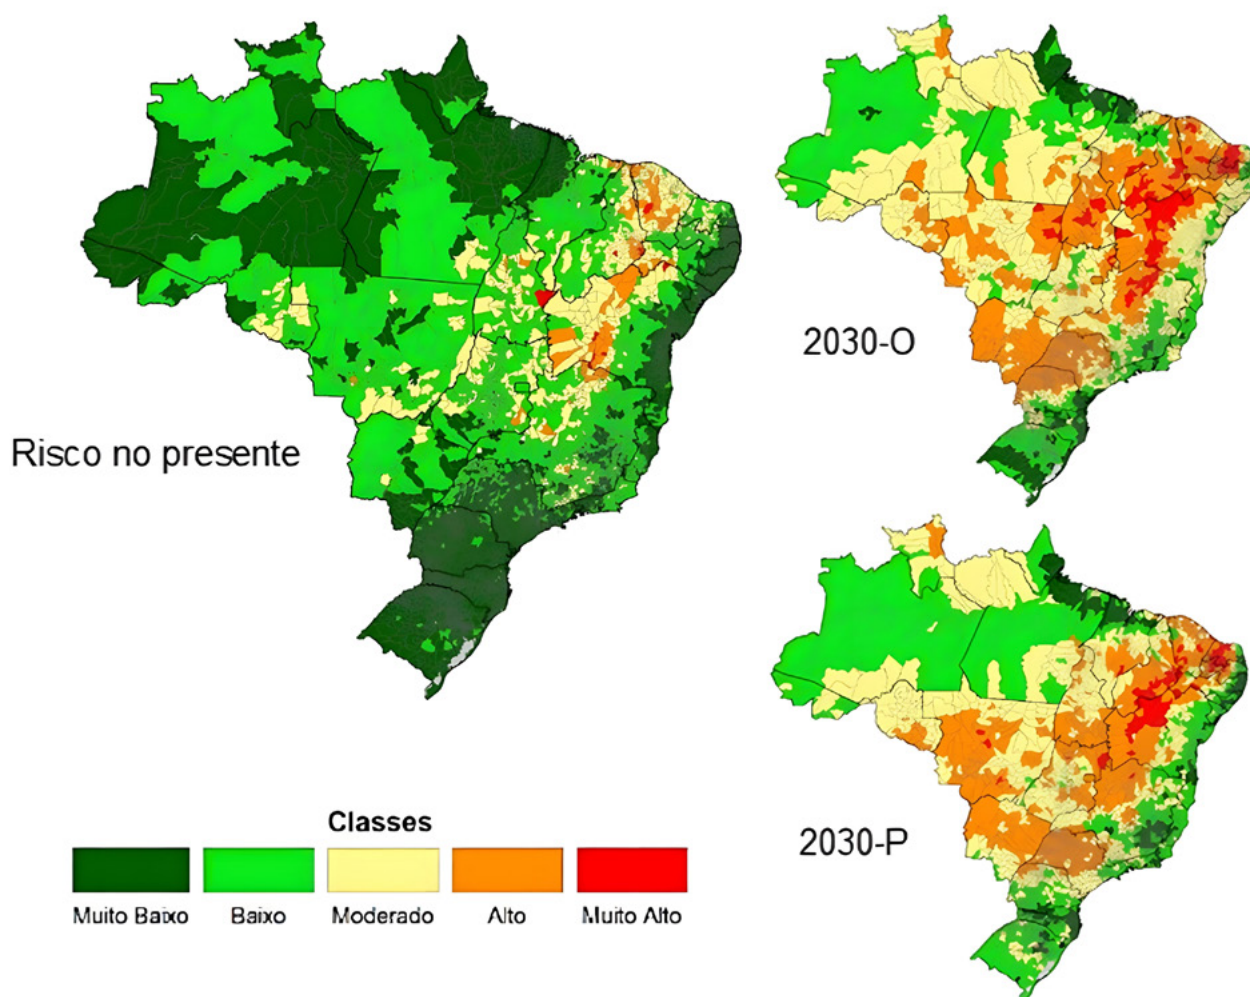 Risco no presente
2030-O
2030-P
Classes
Muito Baixo
Baixo
Moderado
Alto
Muito Alto